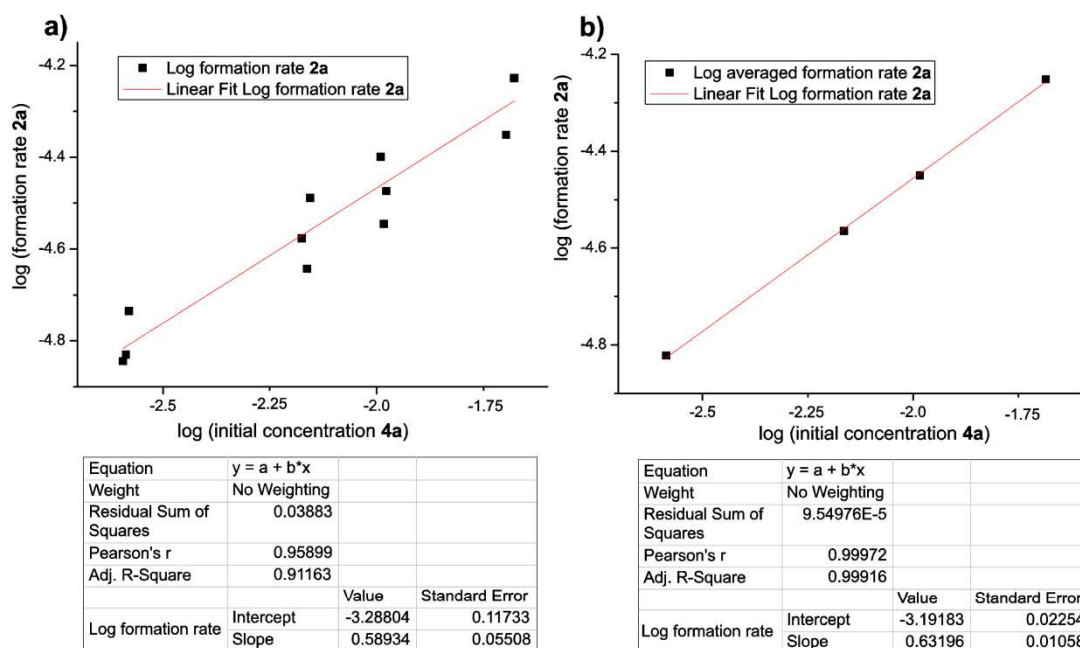 a)
-4.2
-4.4
-4.6
-4.8
log (formation rate 2a)
Log formation rate 2a
Linear Fit Log formation rate 2a
-2.5 -2.25 -2.0 -1.75
log (initial concentration 4a)
Equation y = a + b*x
Weight No Weighting
Residual Sum of
Squares 0.03883
Pearson's r 0.95899
Adj. R-Square 0.91163
Value Standard Error
Log formation rate Intercept -3.28804 0.11733
Slope 0.58934 0.05508
b)
-4.2
-4.4
-4.6
-4.8
log (formation rate 2a)
Log averaged formation rate 2a
Linear Fit Log formation rate 2a
-2.5 -2.25 -2.0 -1.75
log (initial concentration 4a)
Equation y = a + b*x
Weight No Weighting
Residual Sum of
Squares 9.54976E-5
Pearson's r 0.99972
Adj. R-Square 0.99916
Value Standard Error
Log formation rate Intercept -3.19183 0.02254
Slope 0.63196 0.01058